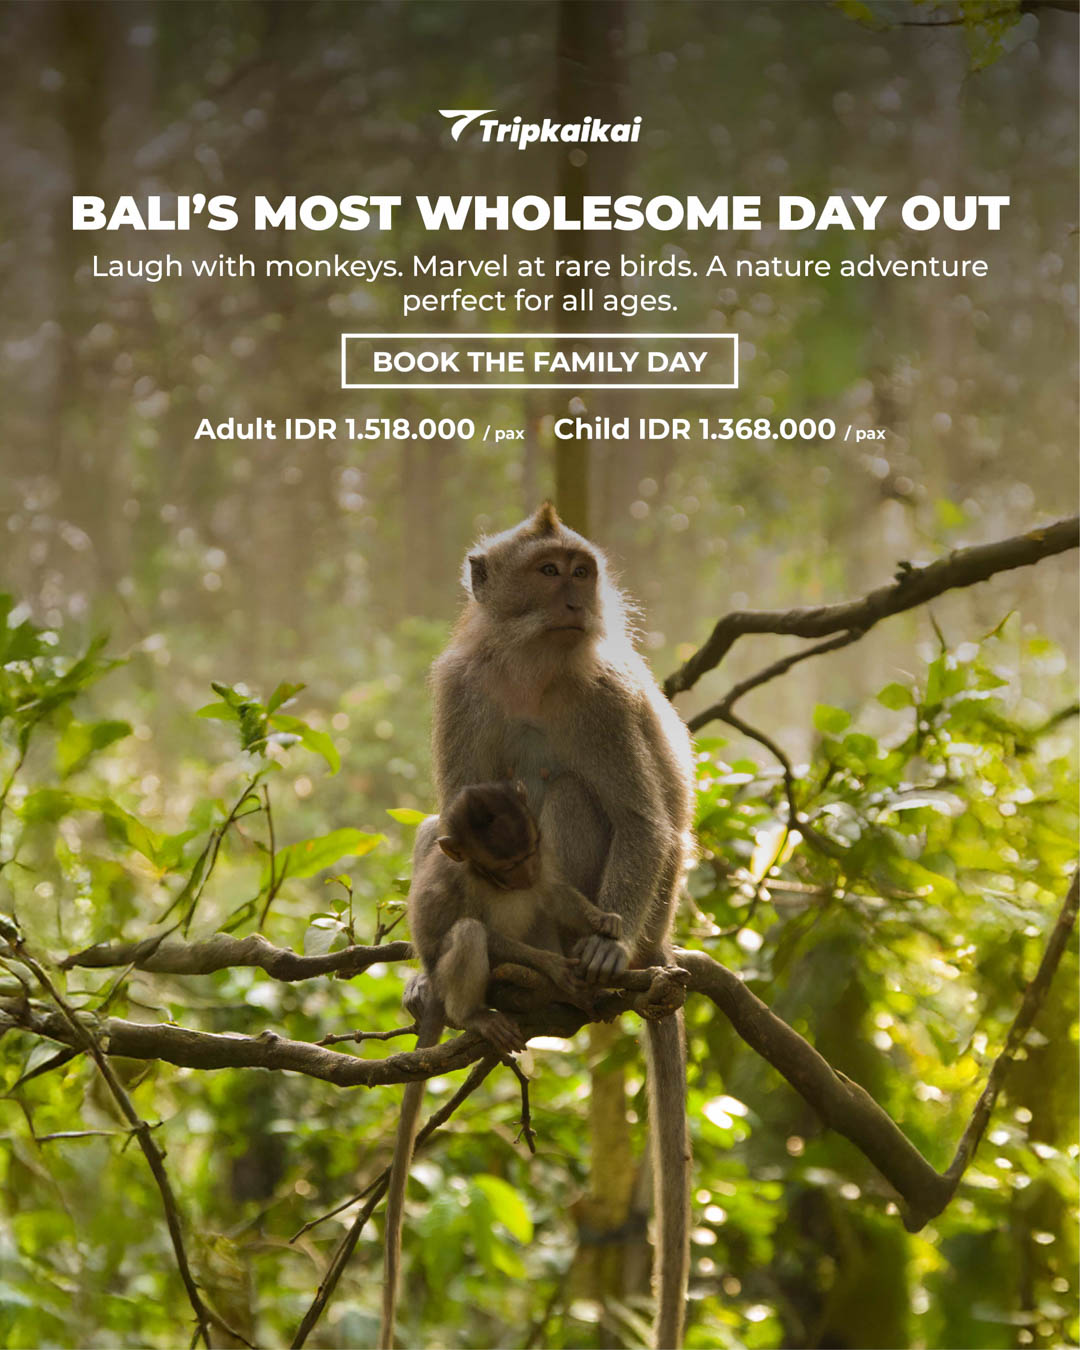 Tripkaikai
BALI'S MOST WHOLESOME DAY OUT
Laugh with monkeys. Marvel at rare birds. A nature adventure
perfect for all ages.
BOOK THE FAMILY DAY
Adult IDR 1.518.000 / pax Child IDR 1.368.000 / pax